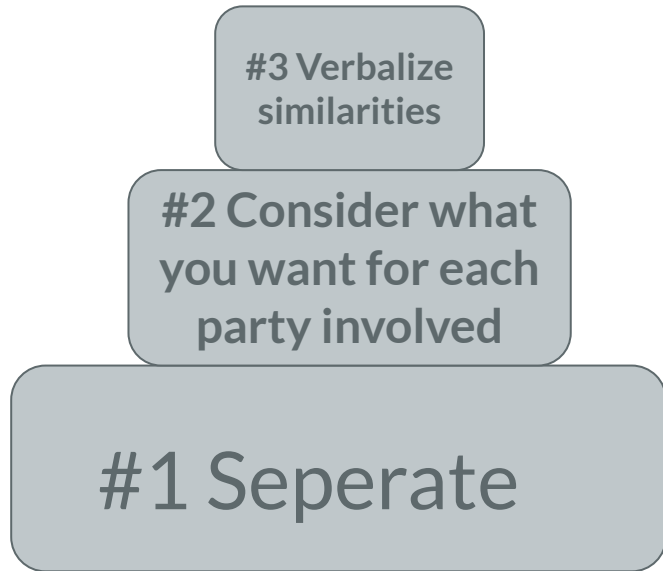 #3 Verbalize
similarities
#2 Consider what
you want for each
party involved
#1 Seperate